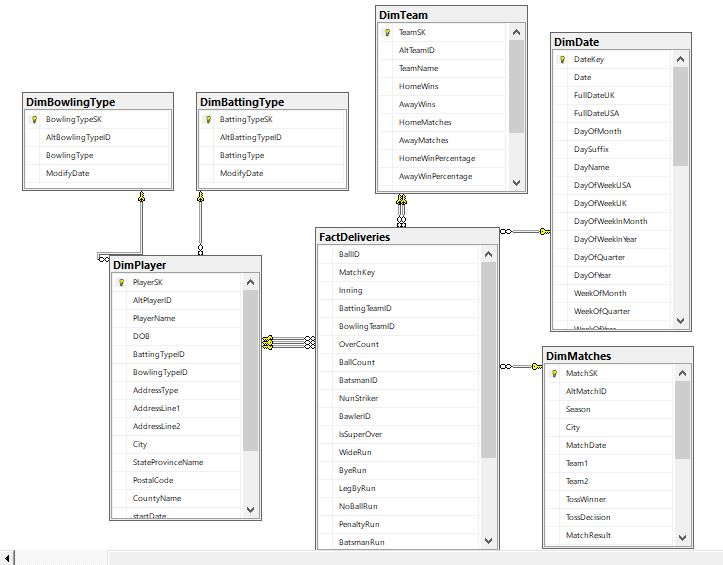 DimBowlingType
BowlingTypeSK
AltBowlingTypeID
BowlingType
ModifyDate
DimBattingType
BattingTypeSK
AltBattingTypeID
BattingType
ModifyDate
DimTeam
TeamSK
AltTeamID
TeamName
HomeWins
AwayWins
HomeMatches
AwayMatches
HomeWinPercentage
AwayWinPercentage
DimDate
DateKey
Date
FullDateUK
FullDateUSA
DayOfMonth
DaySuffix
DayName
DayOfWeekUSA
DayOfWeekUK
DayOfWeekInMonth
DayOfWeekInYear
DayOfQuarter
DayOfYear
WeekOfMonth
WeekOfQuarter
WeekOfYear
DimPlayer
PlayerSK
AltPlayerID
PlayerName
DOB
BattingTypeID
BowlingTypeID
AddressType
AddressLine1
AddressLine2
City
StateProvinceName
PostalCode
CountyName
startDate
FactDeliveries
BallID
MatchKey
Inning
BattingTeamID
BowlingTeamID
OverCount
BallCount
BatsmanID
NunStriker
BawlerID
IsSuperOver
WideRun
ByeRun
LegByRun
NoBallRun
PenaltyRun
BatsmanRun
DimMatches
MatchSK
AltMatchID
Season
City
MatchDate
Team1
Team2
TossWinner
TossDecision
MatchResult